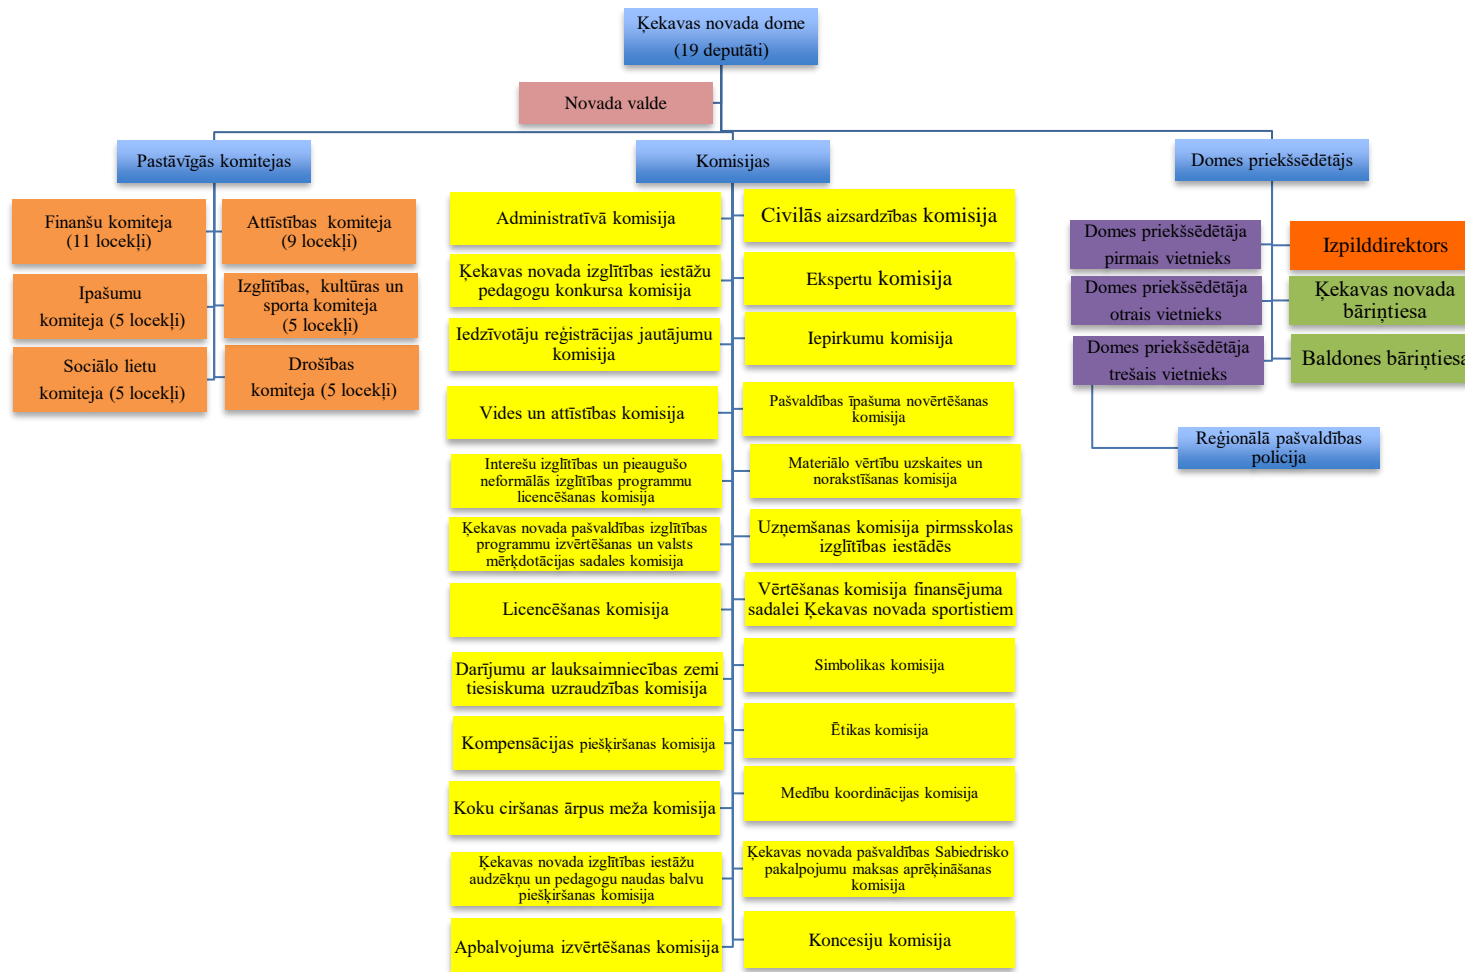 Ķekavas novada dome
(19 deputāti)
Novada valde
Pastāvīgās komitejas
Komisijas
Domes priekšsēdētājs
Finanšu komiteja
(11 locekļi)
Attīstības komiteja
(9 locekļi)
Ipašumu
komiteja (5 locekļi)
Izglītības, kultūras un
sporta komiteja
(5 locekļi)
Sociālo lietu
komiteja (5 locekļi)
Drošības
komiteja (5 locekļi)
Administratīvā komisija
Civilās aizsardzības komisija
Ķekavas novada izglītības iestāžu
pedagogu konkursa komisija
Ekspertu komisija
Iedzīvotāju reģistrācijas jautājumu
komisija
Iepirkumu komisija
Vides un attīstības komisija
Pašvaldības īpašuma novērtēšanas
komisija
Interešu izglītības un pieaugušo
neformālās izglītības programmu
licencēšanas komisija
Materiālo vērtību uzskaites un
norakstīšanas komisija
Ķekavas novada pašvaldības izglītības
programmu izvērtēšanas un valsts
mērķdotācijas sadales komisija
Uzņemšanas komisija pirmsskolas
izglītības iestādēs
Licencēšanas komisija
Vērtēšanas komisija finansējuma
sadalei Ķekavas novada sportistiem
Darījumu ar lauksaimniecības zemi
tiesiskuma uzraudzības komisija
Simbolikas komisija
Kompensācijas piešķiršanas komisija
Ētikas komisija
Koku ciršanas ārpus meža komisija
Medību koordinācijas komisija
Ķekavas novada izglītības iestāžu
audzēkņu un pedagogu naudas balvu
piešķiršanas komisija
Ķekavas novada pašvaldības Sabiedrisko
pakalpojumu maksas aprēķināšanas
komisija
Apbalvojuma izvērtēšanas komisija
Koncesiju komisija
Domes priekšsēdētāja
pirmais vietnieks
Izpilddirektors
Domes priekšsēdētāja
otrais vietnieks
Ķekavas novada
bāriņtiesa
Domes priekšsēdētāja
trešais vietnieks
Baldones bāriņtiesa
Reģionālā pašvaldības
policija